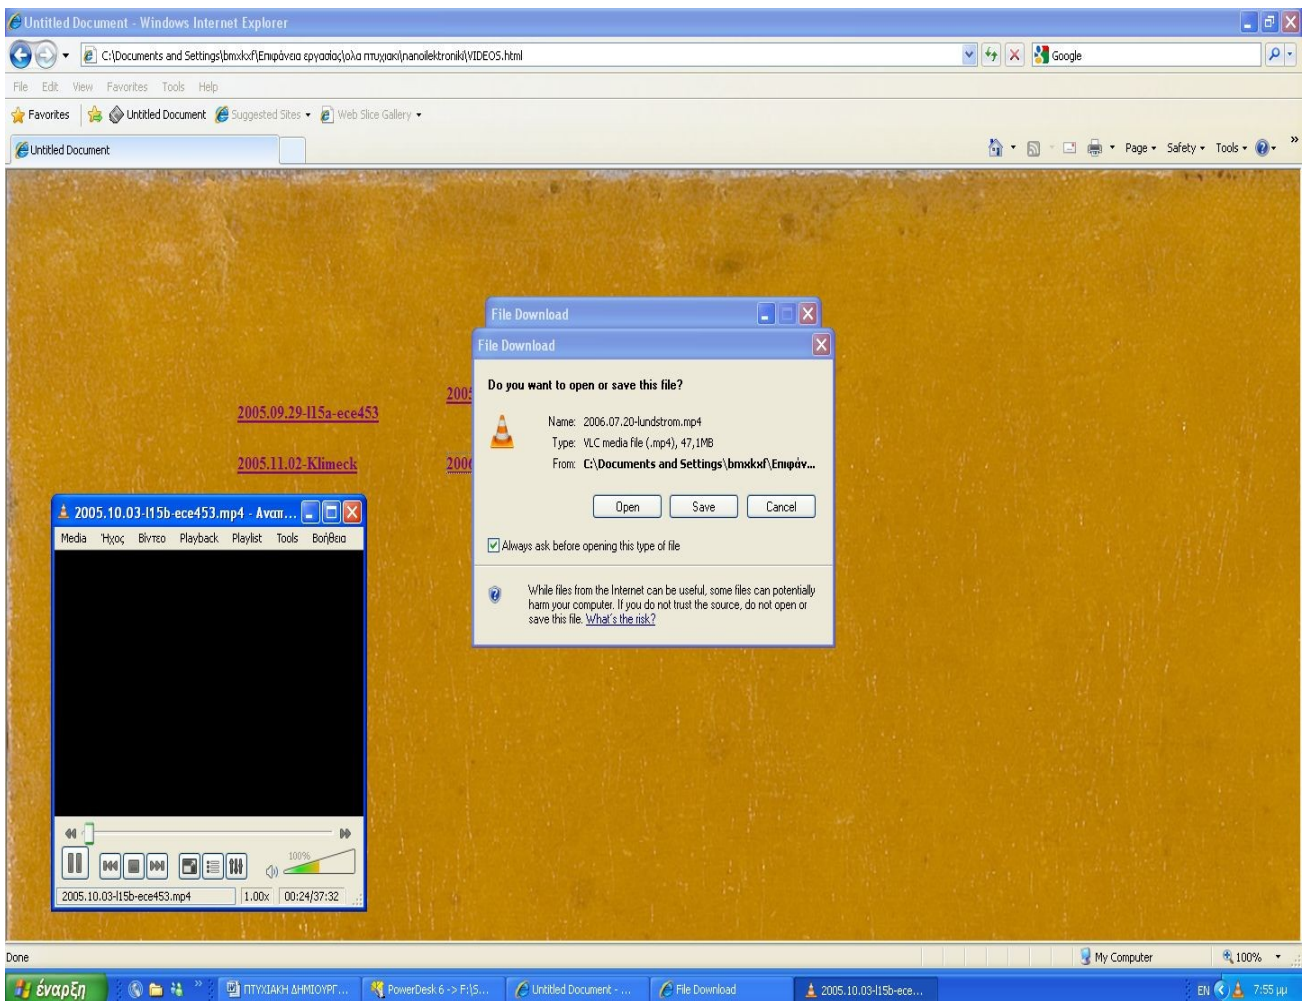 Untitled Document - Windows Internet Explorer
C:\Documents and Settings\bmxkxf\Επιφάνεια εργασίας\ολα πτυχιακι\nanoilektroniki\VIDEOS.html
Google
File Edit View Favorites Tools Help
Favorites Untitled Document Suggested Sites Web Slice Gallery
Untitled Document
Page Safety Tools
File Download
File Download
Do you want to open or save this file?
2005
2005.09.29-l15a-ece453
Name: 2006.07.20-lundstrom.mp4
Type: VLC media file (.mp4), 47,1MB
2005.11.02-Klimeck
2006
From: C:\Documents and Settings\bmxkxf\Επιφάν...
Open Save Cancel
Always ask before opening this type of file
While files from the Internet can be useful, some files can potentially
harm your computer. If you do not trust the source, do not open or
save this file. What's the risk?
2005.10.03-l15b-ece453.mp4 - Αναπ...
Media Ήχος Βίντεο Playback Playlist Tools Βοήθεια
100%
2005.10.03-l15b-ece453.mp4 1.00x 00:24/37:32
Done My Computer 100%
έναρξη ΠΤΥΧΙΑΚΗ ΔΗΜΙΟΥΡΓ... PowerDesk 6 -> F:\S... Untitled Document - ... File Download 2005.10.03-l15b-ece... EN 7:55 μμ